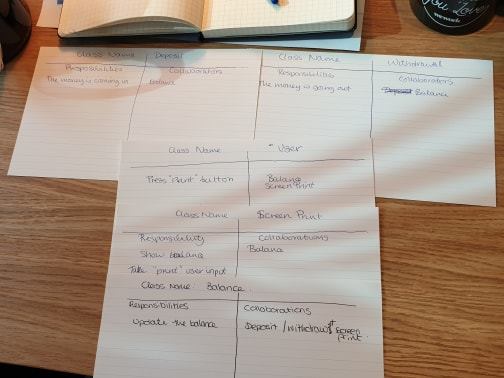 Class Name Deposit
Responsibilities Collaborators
The money is coming in Balance
Class Name Withdrawal
Responsibilities Collaborators
The money is going out Deposit Balance
Class Name User
Press "Print" button Balance
Screen Print
Class Name Screen Print
Responsibility Collaborations
Show balance Balance
Take "print" user input
Class Name Balance
Responsibilities Collaborations
Update the balance Deposit / Withdraw Screen
print
You